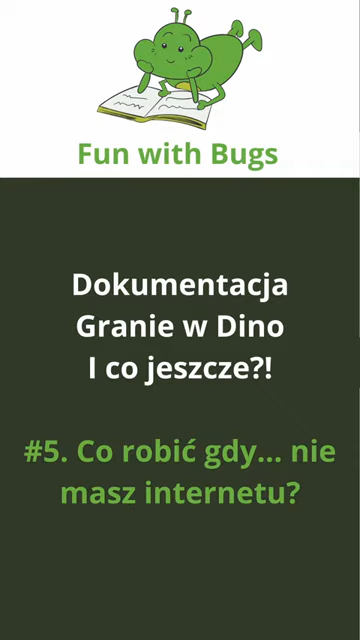 Fun with Bugs
Dokumentacja
Granie w Dino
I co jeszcze?!
#5. Co robić gdy... nie
masz internetu?